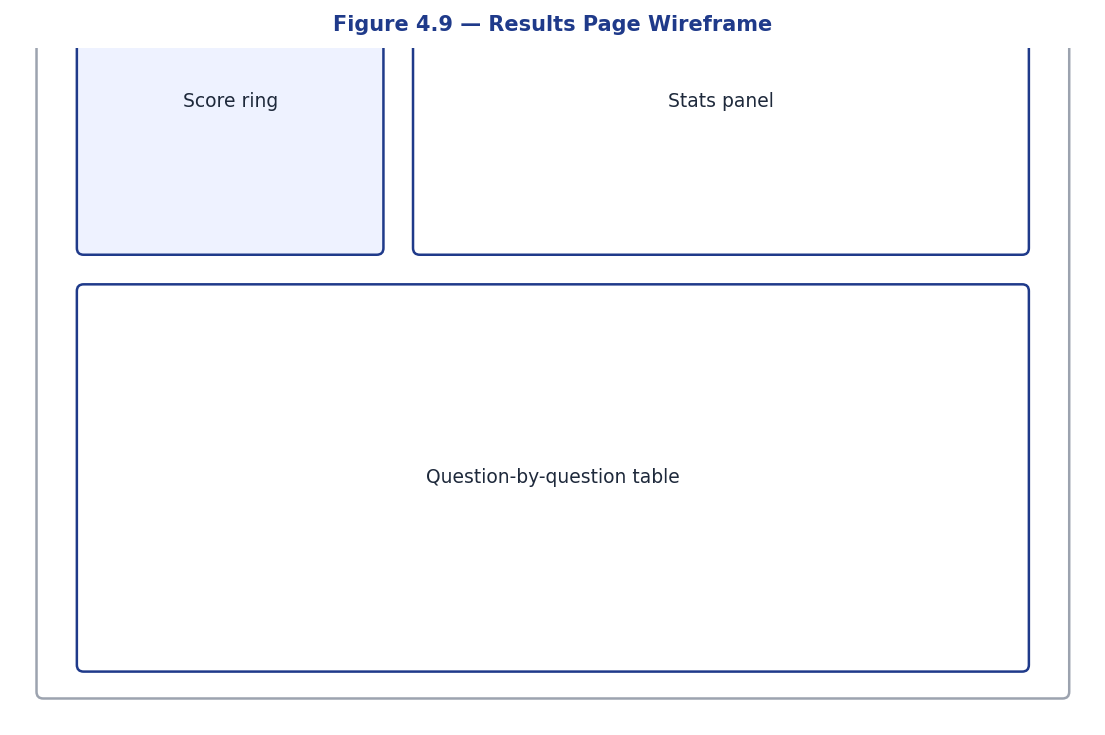 Figure 4.9 — Results Page Wireframe
Score ring
Stats panel
Question-by-question table